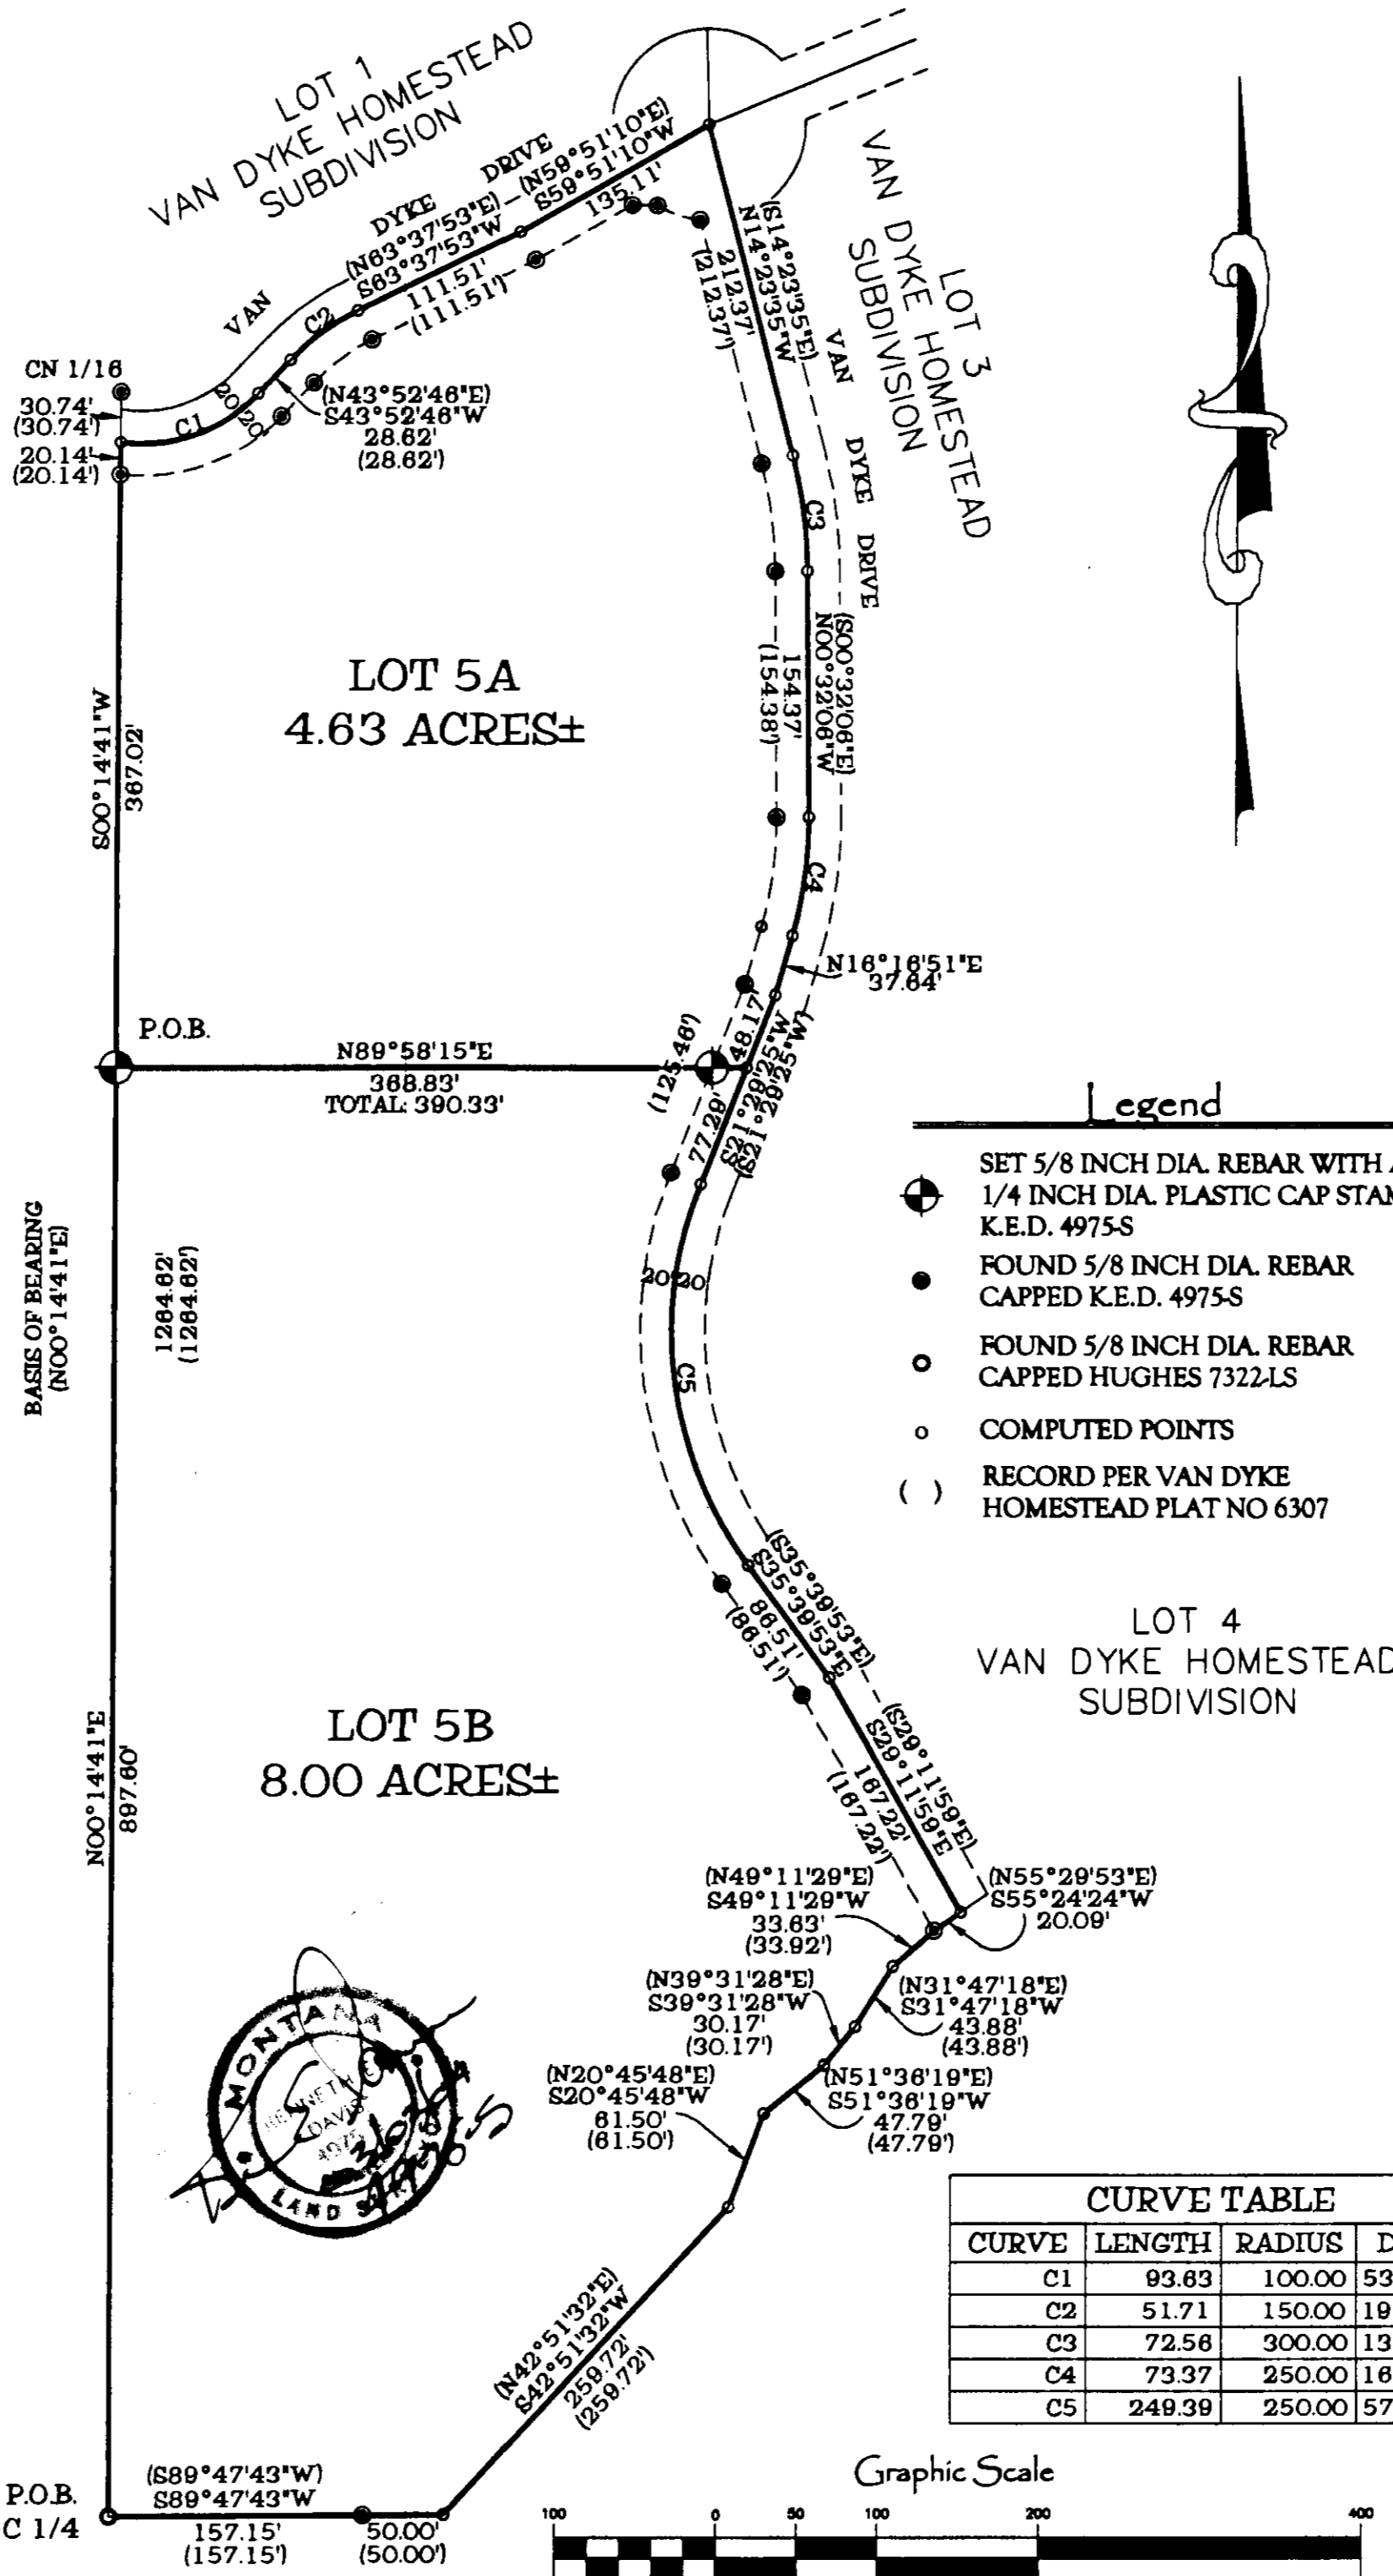 LOT 1
VAN DYKE HOMESTEAD
SUBDIVISION
VAN DYKE DRIVE
(N59°51'10"E)
S59°51'10"W
135.11'
(N63°37'53"E)
S63°37'53"W
111.51'
(111.51')
C2
CN 1/16
30.74'
(30.74')
20.14'
(20.14')
C1
20'
20'
(N43°52'46"E)
S43°52'46"W
28.62'
(28.62')
(S14°23'35"E)
N14°23'35"W
212.37'
(212.37')
LOT 3
VAN DYKE HOMESTEAD
SUBDIVISION
VAN DYKE DRIVE
C3
(S00°32'06"E)
N00°32'06"W
154.37'
(154.38')
LOT 5A
4.63 ACRES±
S00°14'41"W
367.02'
C4
N16°16'51"E
37.64'
P.O.B.
N89°58'15"E
368.83'
TOTAL: 390.33'
(125.46')
48.17'
77.29'
S21°29'25"W
(S21°29'25"W)
Legend
SET 5/8 INCH DIA. REBAR WITH
1/4 INCH DIA. PLASTIC CAP
K.E.D. 4975-S
FOUND 5/8 INCH DIA. REBAR
CAPPED K.E.D. 4975-S
FOUND 5/8 INCH DIA. REBAR
CAPPED HUGHES 7322-LS
COMPUTED POINTS
( ) RECORD PER VAN DYKE
HOMESTEAD PLAT NO 6307
BASIS OF BEARING
(N00°14'41"E)
1264.62'
(1264.62')
20'
20
C5
(S35°39'53"E)
S35°39'53"E
86.51'
(86.51')
LOT 4
VAN DYKE HOMESTEAD
SUBDIVISION
LOT 5B
8.00 ACRES±
N00°14'41"E
897.60'
(S29°11'59"E)
S29°11'59"E
167.22'
(167.22')
(N49°11'29"E)
S49°11'29"W
33.63'
(33.92')
(N55°29'53"E)
S55°24'24"W
20.09'
(N39°31'28"E)
S39°31'28"W
30.17'
(30.17')
(N31°47'18"E)
S31°47'18"W
43.88'
(43.88')
(N20°45'48"E)
S20°45'48"W
61.50'
(61.50')
(N51°36'19"E)
S51°36'19"W
47.79'
(47.79')
MONTANA
DAVIS
LAND
(N42°51'32"E)
S42°51'32"W
259.72'
(259.72')
CURVE TABLE
CURVE LENGTH RADIUS D
C1 93.63 100.00 53
C2 51.71 150.00 19
C3 72.56 300.00 13
C4 73.37 250.00 16
C5 249.39 250.00 57
P.O.B.
C 1/4
(S89°47'43"W)
S89°47'43"W
157.15' 50.00'
(157.15') (50.00')
Graphic Scale
100 0 50 100 200 400